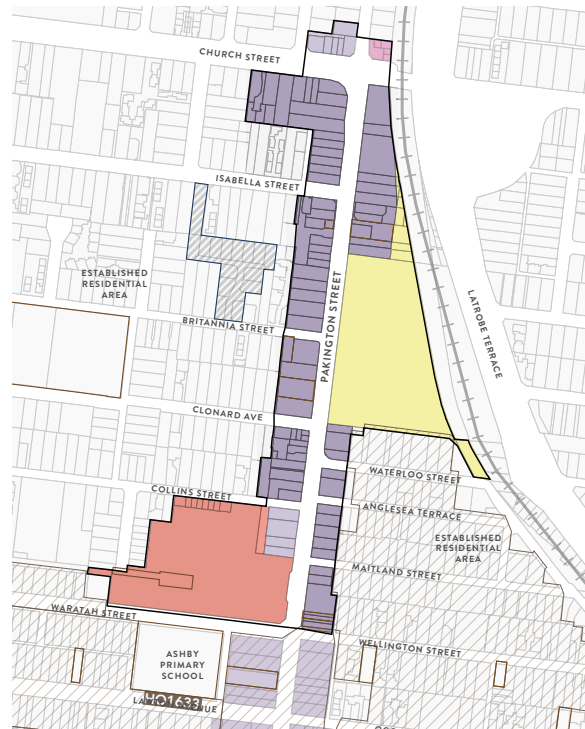 CHURCH STREET
ISABELLA STREET
ESTABLISHED
RESIDENTIAL
AREA
PAKINGTON STREET
LATROBE TERRACE
BRITANNIA STREET
CLONARD AVE
WATERLOO STREET
COLLINS STREET
ANGLESEA TERRACE
ESTABLISHED
RESIDENTIAL
AREA
MAITLAND STREET
WARATAH STREET
WELLINGTON STREET
ASHBY
PRIMARY
SCHOOL
HO1633
AVENUE